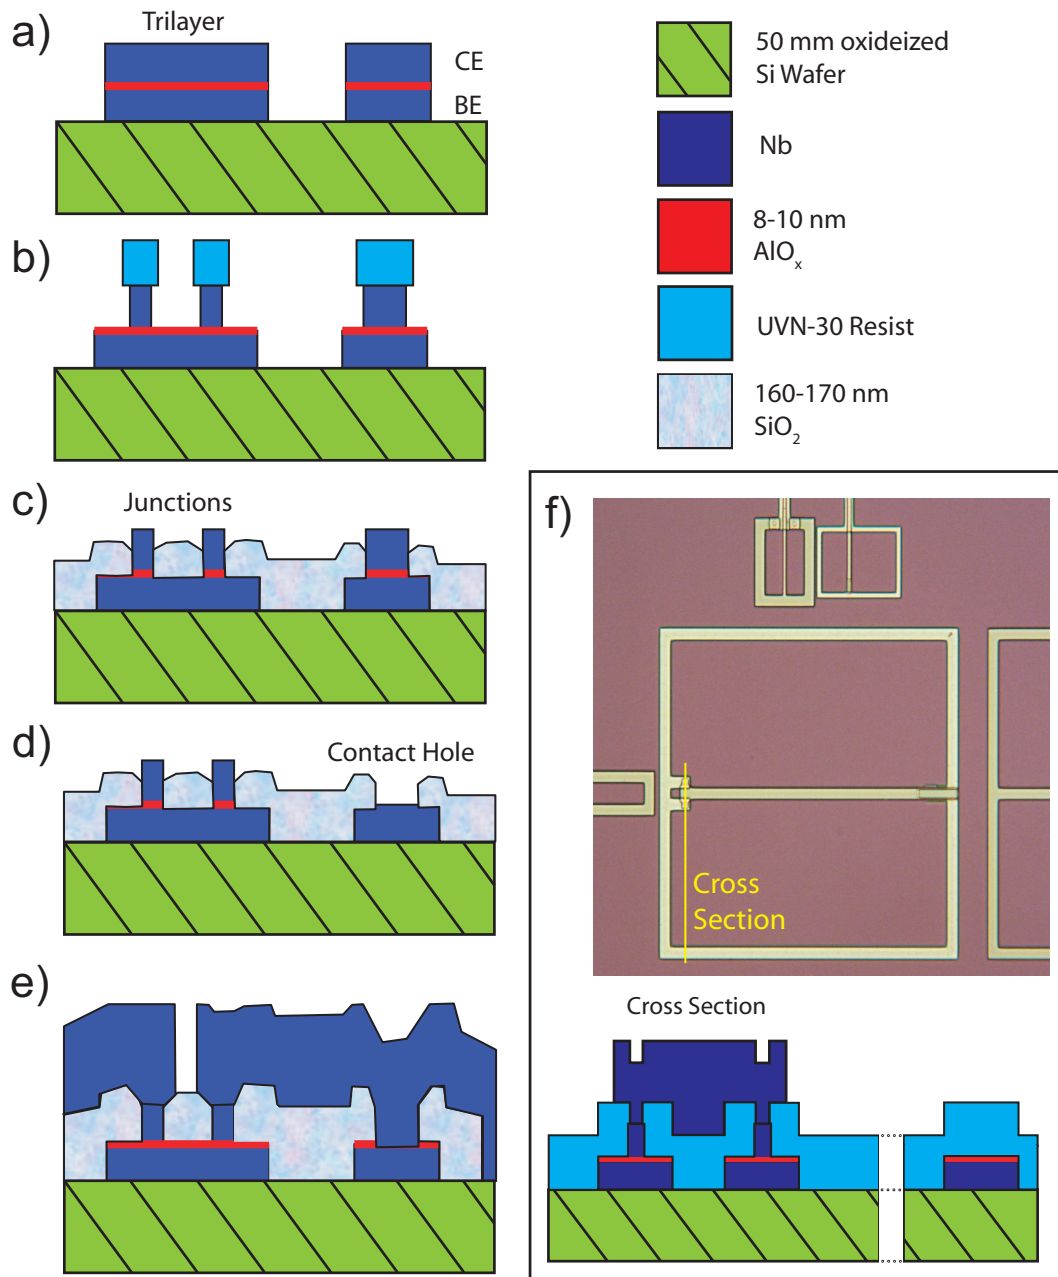 a)
Trilayer
CE
BE
50 mm oxideized
Si Wafer
Nb
8-10 nm
AlOₓ
b)
UVN-30 Resist
160-170 nm
SiO₂
c)
Junctions
f)
d)
Contact Hole
Cross
Section
e)
Cross Section